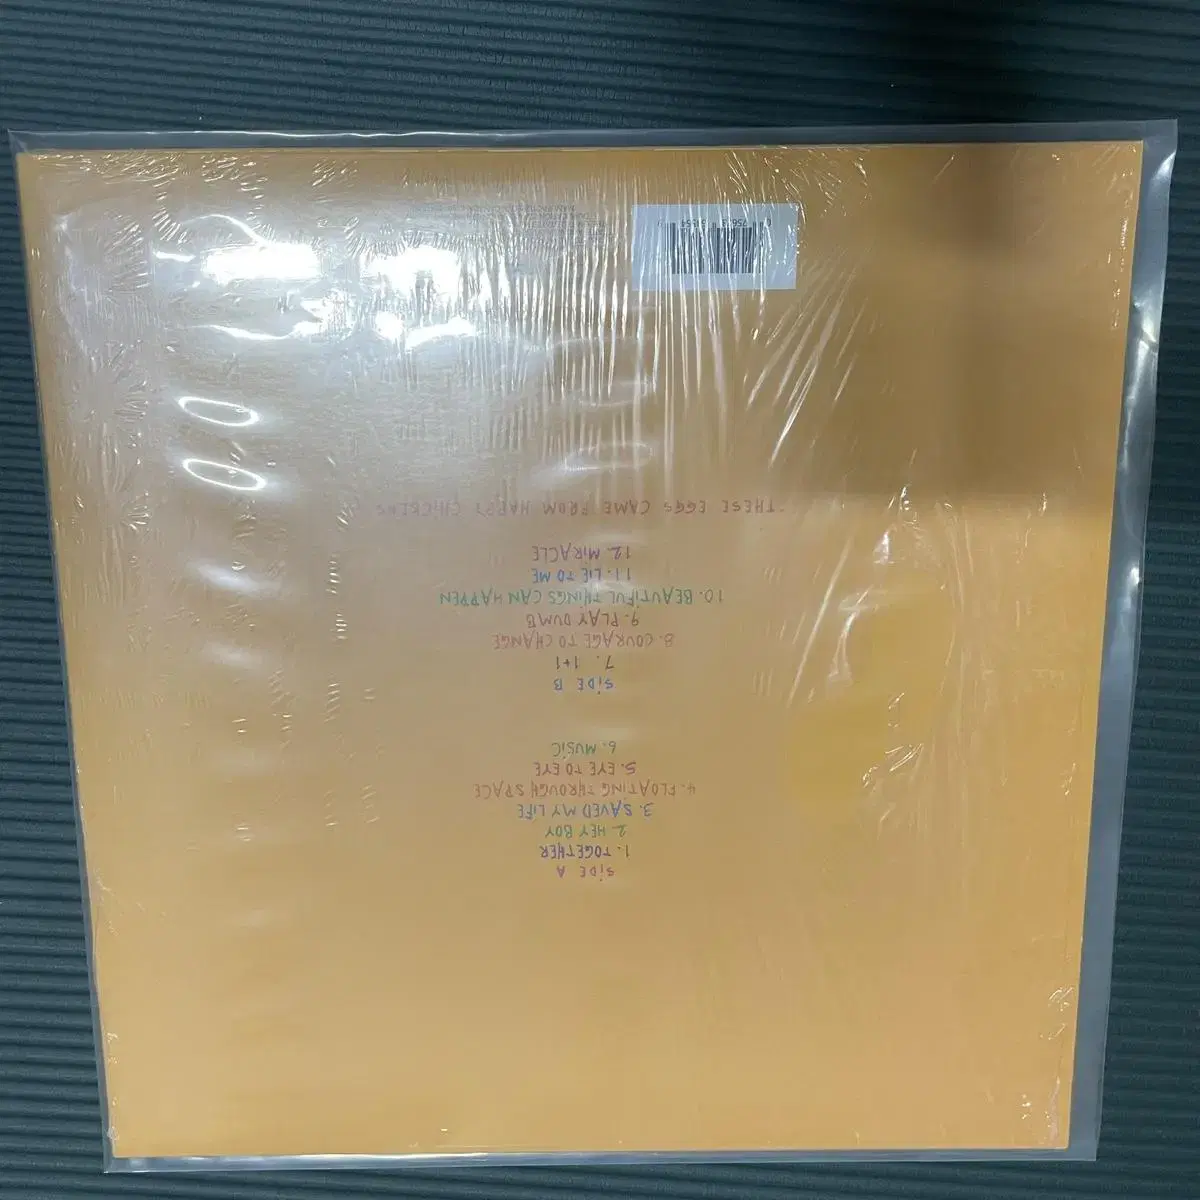 SiDE A
1. TOGETHER
2. HEY BOY
3. SAVED MY LiFE
4. FLOATING THROUGH SPACE
5. EYE TO EYE
6. MUSiC
SiDE B
7. 1+1
8. COURAGE TO CHANGE
9. PLAY DUMB
10. BEAUTiFUL THiNGS CAN HAPPEN
11. LiE TO ME
12. MiRACLE
THESE EGGS CAME FROM HAPPY CHiCKENS